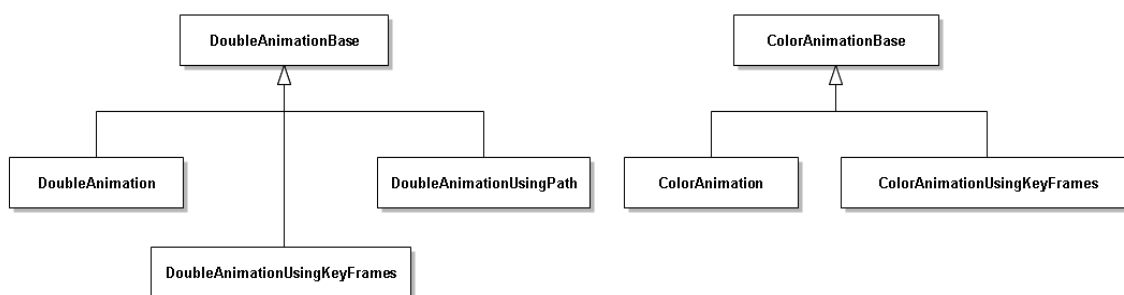 DoubleAnimationBase
ColorAnimationBase
DoubleAnimation
DoubleAnimationUsingPath
ColorAnimation
ColorAnimationUsingKeyFrames
DoubleAnimationUsingKeyFrames